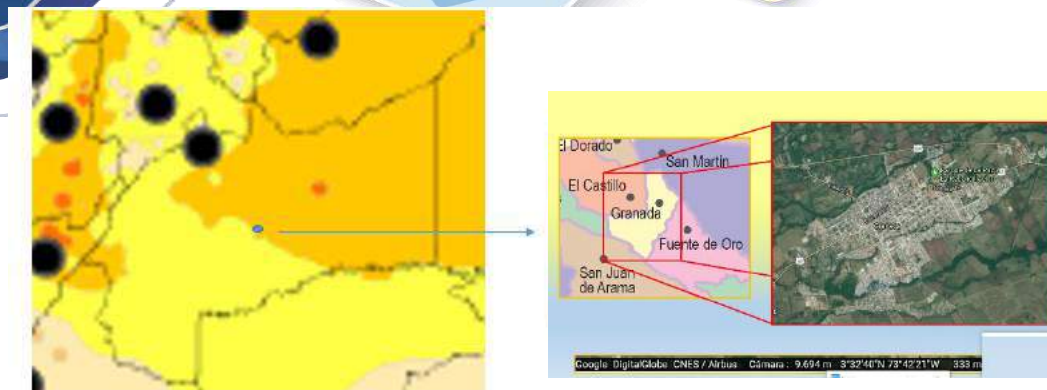 El Dorado
San Martin
El Castillo
Granada
Fuente de Oro
San Juan
de Arama
Google DigitalGlobe CNES / Airbus Cámara: 9.694 m 3°32'40"N 73°42'21"W 333 m